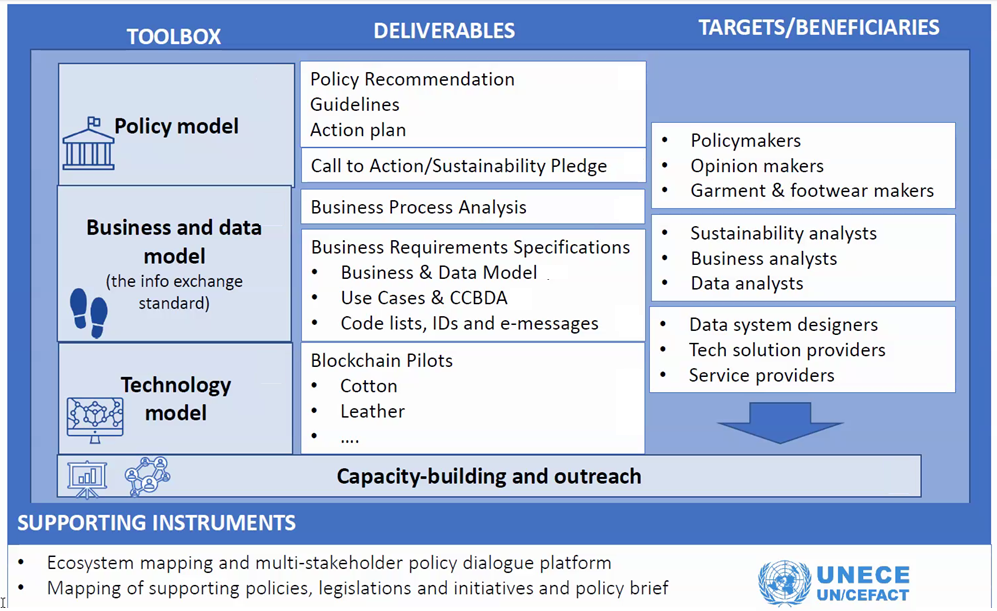 TOOLBOX
DELIVERABLES
TARGETS/BENEFICIARIES
Policy model
Policy Recommendation
Guidelines
Action plan
Call to Action/Sustainability Pledge
Business and data
model
(the info exchange
standard)
Business Process Analysis
Business Requirements Specifications
• Business & Data Model
• Use Cases & CCBDA
• Code lists, IDs and e-messages
Technology
model
Blockchain Pilots
• Cotton
• Leather
• ....
• Policymakers
• Opinion makers
• Garment & footwear makers
• Sustainability analysts
• Business analysts
• Data analysts
• Data system designers
• Tech solution providers
• Service providers
Capacity-building and outreach
SUPPORTING INSTRUMENTS
• Ecosystem mapping and multi-stakeholder policy dialogue platform
• Mapping of supporting policies, legislations and initiatives and policy brief
UNECE
UN/CEFACT